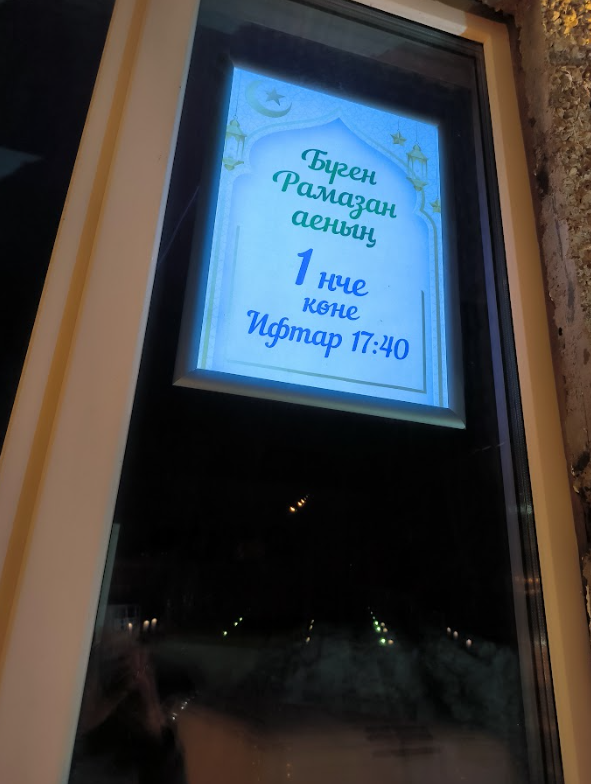 Бүген
Рамазан
аеның
1 нче
көне
Ифтар 17:40